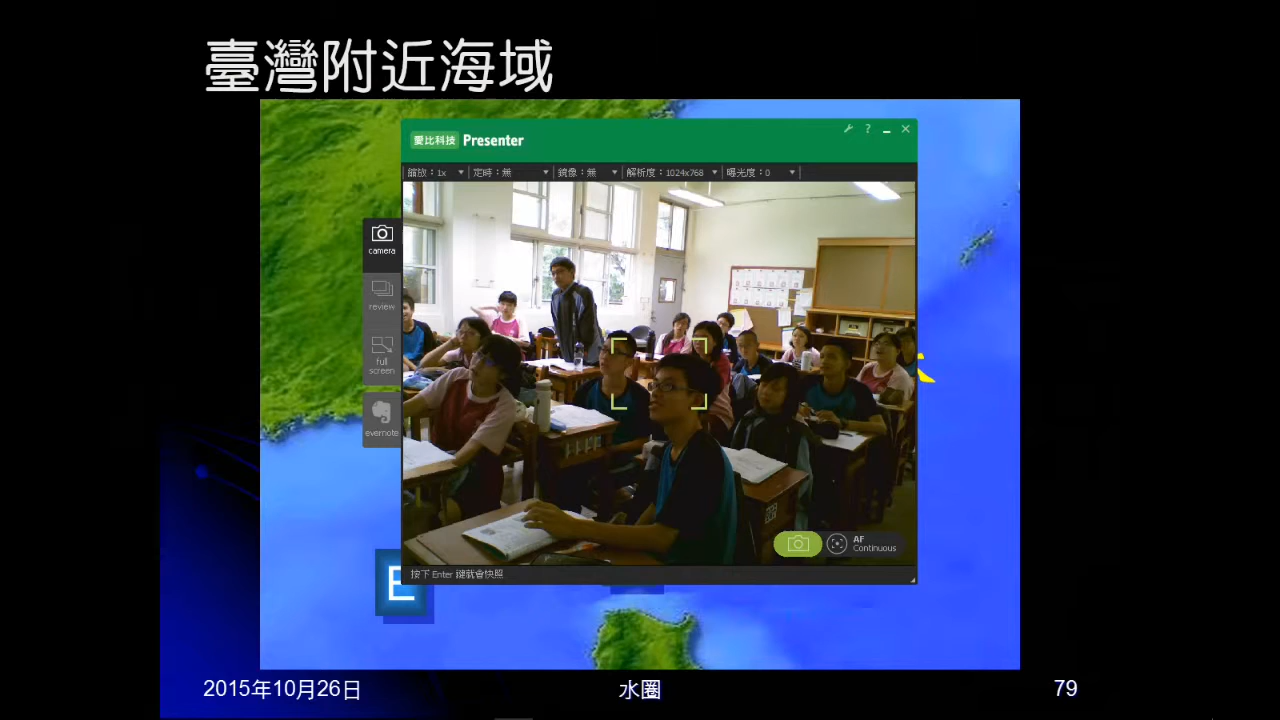 臺灣附近海域
愛比科技 Presenter
縮放：1x 定時：無 鏡像：無 解析度：1024x768 曝光度：0
camera
review
full
screen
evernote
AF
Continuous
按下 Enter 鍵就會快照
E
2015年10月26日 水圈 79